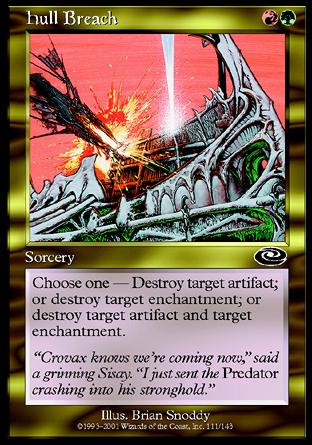 Hull Breach
Sorcery
Choose one — Destroy target artifact;
or destroy target enchantment; or
destroy target artifact and target
enchantment.
"Crovax knows we're coming now," said
a grinning Sisay. "I just sent the Predator
crashing into his stronghold."
Illus. Brian Snoddy
©1993–2001 Wizards of the Coast, Inc. 111/143